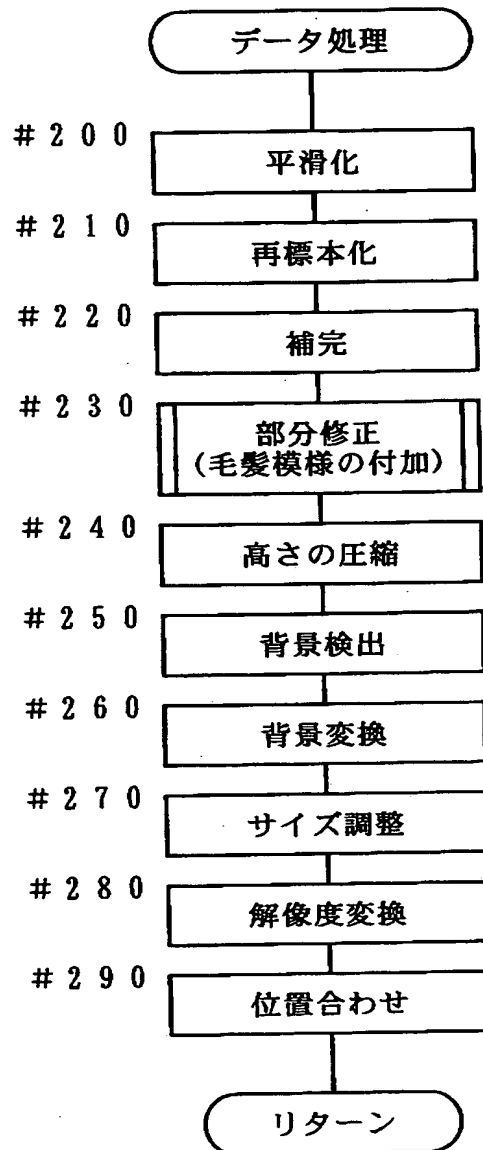 データ処理
#200
平滑化
#210
再標本化
#220
補完
#230
部分修正
(毛髪模様の付加)
#240
高さの圧縮
#250
背景検出
#260
背景変換
#270
サイズ調整
#280
解像度変換
#290
位置合わせ
リターン